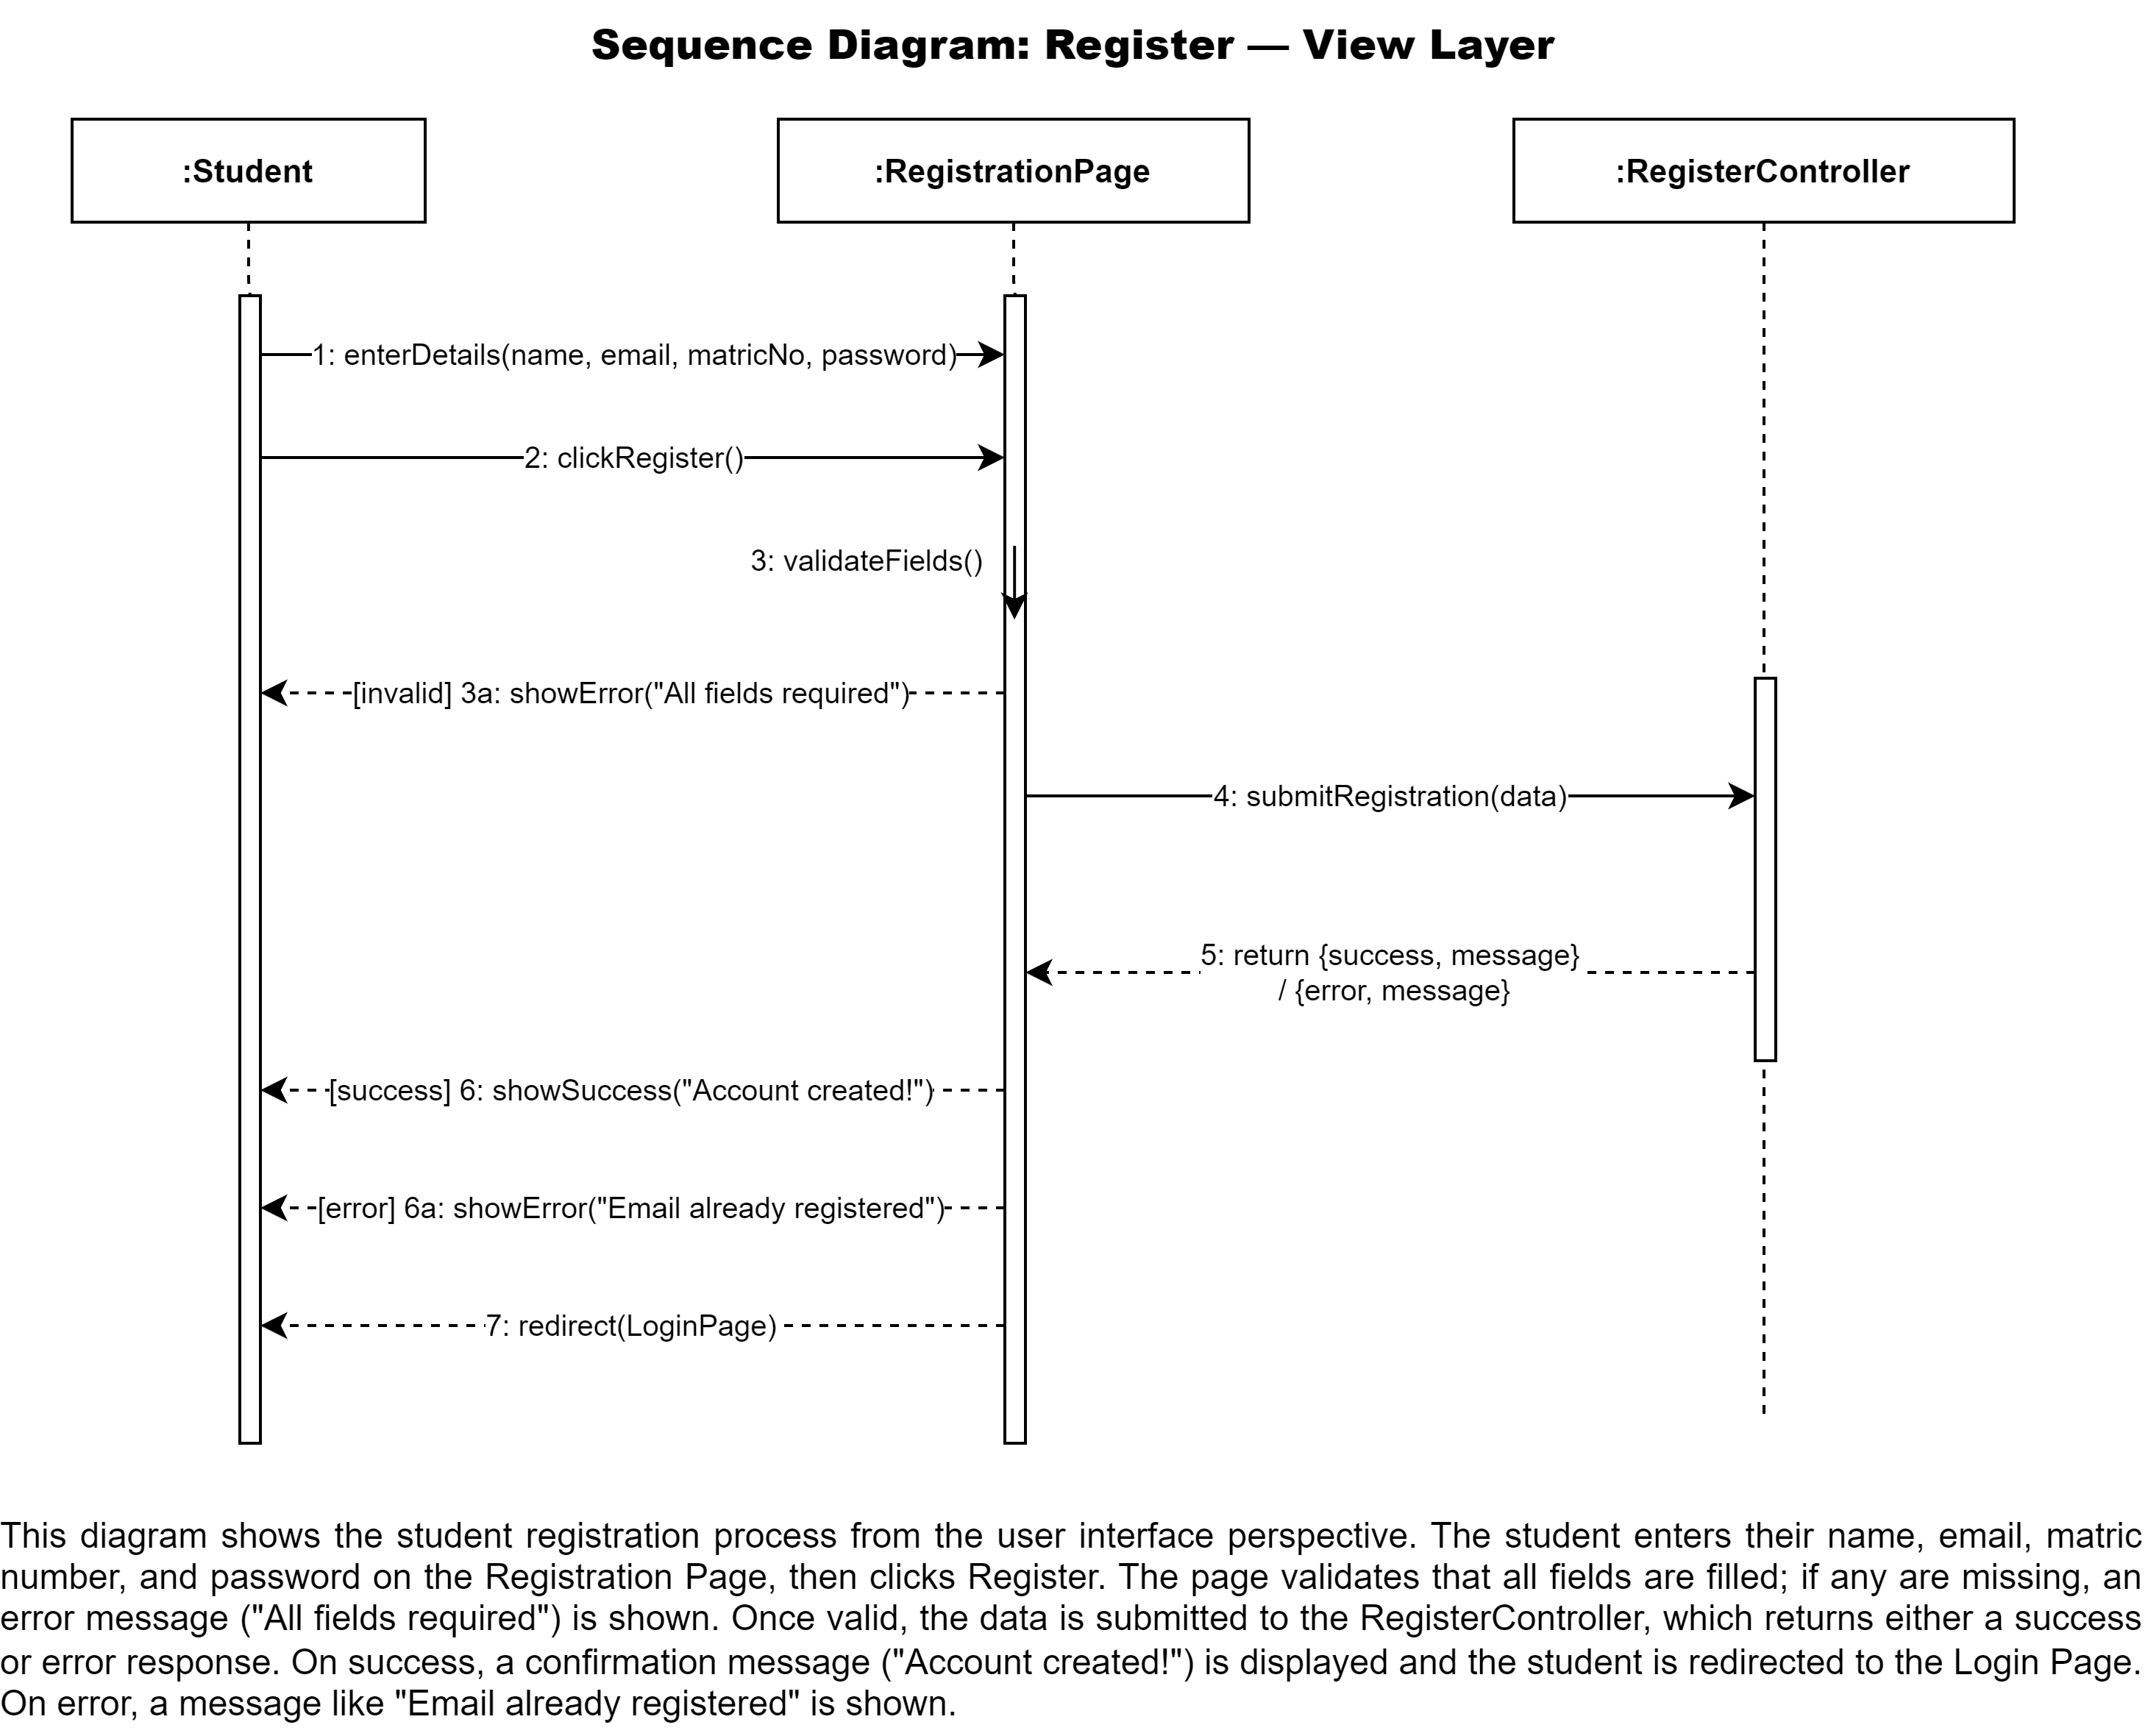 Sequence Diagram: Register — View Layer
:Student
:RegistrationPage
:RegisterController
1: enterDetails(name, email, matricNo, password)
2: clickRegister()
3: validateFields()
[invalid] 3a: showError("All fields required")
4: submitRegistration(data)
5: return {success, message}
/ {error, message}
[success] 6: showSuccess("Account created!")
[error] 6a: showError("Email already registered")
7: redirect(LoginPage)
This diagram shows the student registration process from the user interface perspective. The student enters their name, email, matric
number, and password on the Registration Page, then clicks Register. The page validates that all fields are filled; if any are missing, an
error message ("All fields required") is shown. Once valid, the data is submitted to the RegisterController, which returns either a success
or error response. On success, a confirmation message ("Account created!") is displayed and the student is redirected to the Login Page.
On error, a message like "Email already registered" is shown.